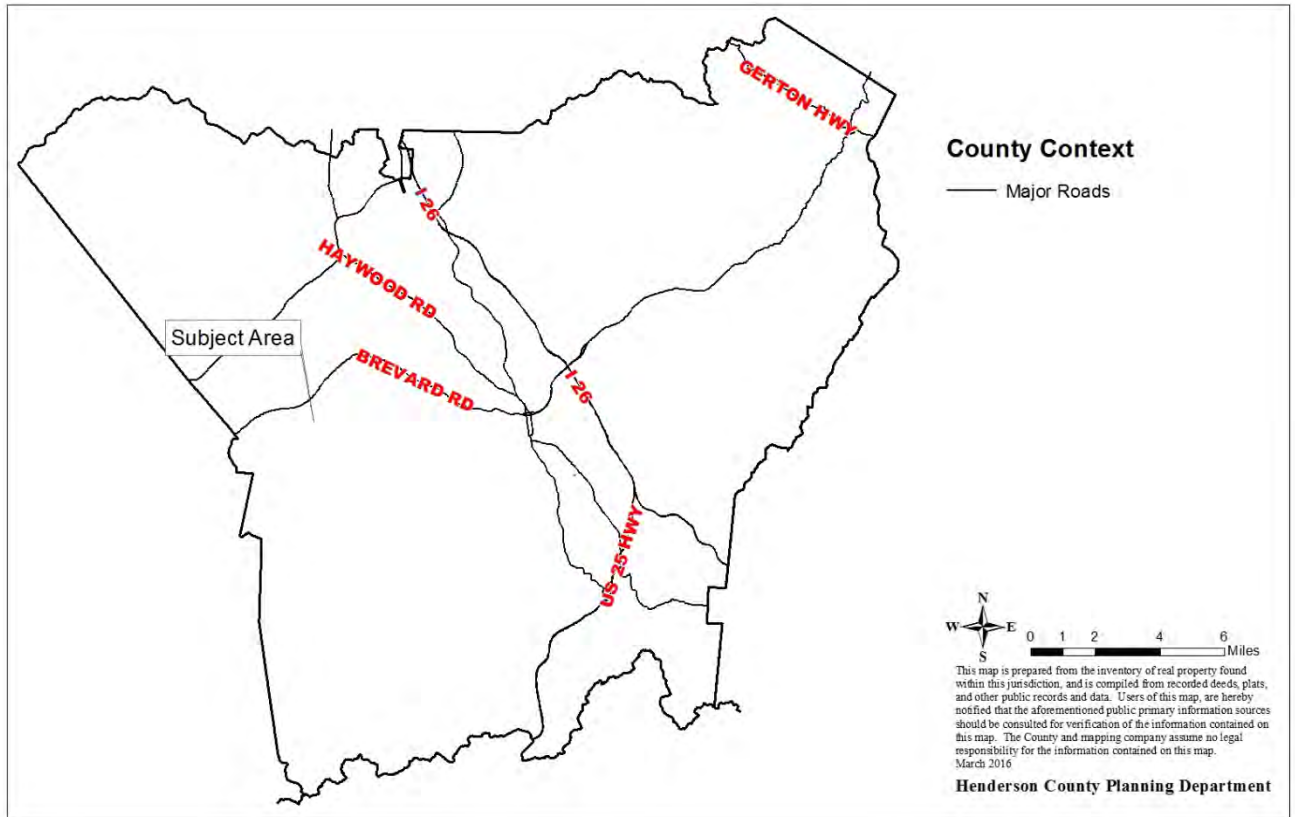 GERTON HWY
County Context
Major Roads
I-26
HAYWOOD RD
Subject Area
BREVARD RD
I-26
US 25 HWY
N
W E
S
0 1 2 4 6
Miles
This map is prepared from the inventory of real property found
within this jurisdiction, and is compiled from recorded deeds, plats,
and other public records and data. Users of this map, are hereby
notified that the aforementioned public primary information sources
should be consulted for verification of the information contained on
this map. The County and mapping company assume no legal
responsibility for the information contained on this map.
March 2016
Henderson County Planning Department